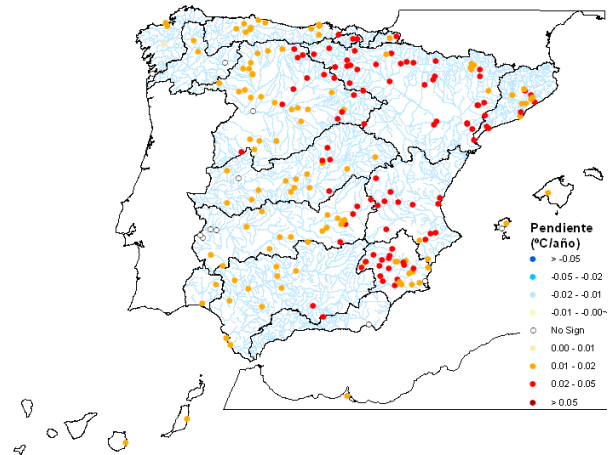 Pendiente
(ºC/año)
> -0.05
-0.05 - -0.02
-0.02 - -0.01
-0.01 - -0.00~
No Sign
0.00 - 0.01
0.01 - 0.02
0.02 - 0.05
> 0.05